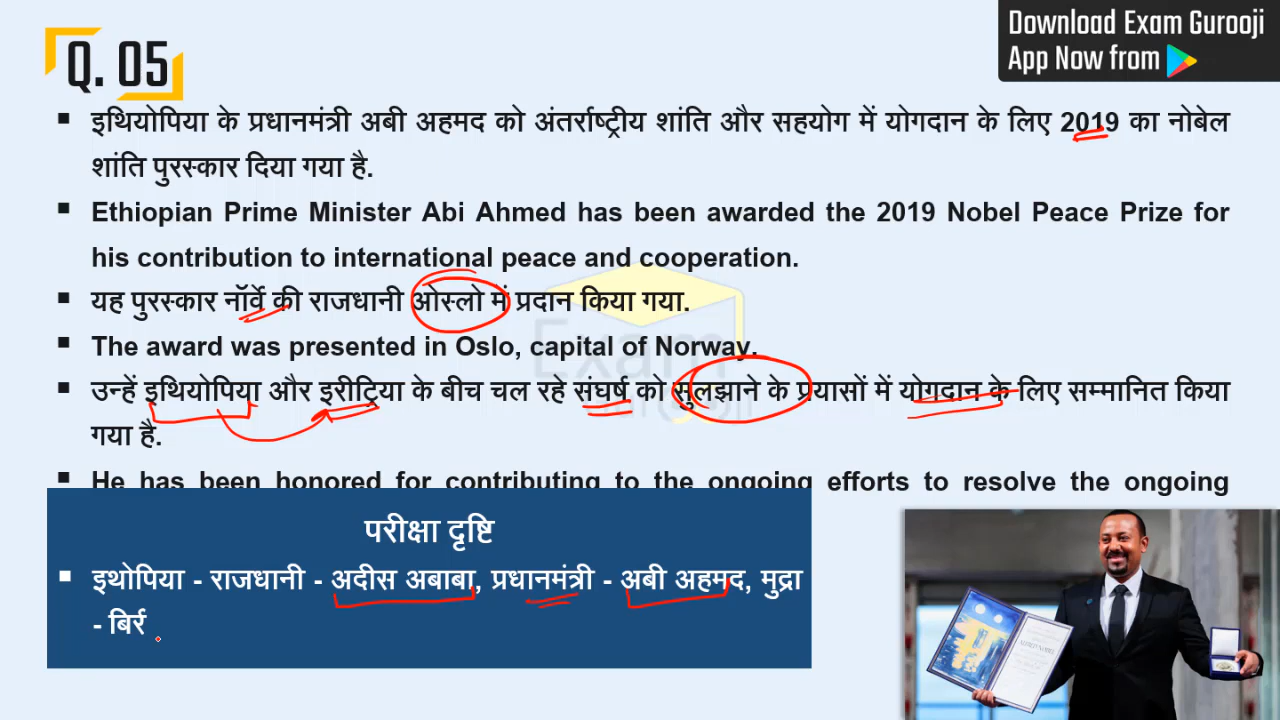 Download Exam Gurooji
App Now from
Q. 05
▪ इथियोपिया के प्रधानमंत्री अबी अहमद को अंतर्राष्ट्रीय शांति और सहयोग में योगदान के लिए 2019 का नोबेल
शांति पुरस्कार दिया गया है.
▪ Ethiopian Prime Minister Abi Ahmed has been awarded the 2019 Nobel Peace Prize for
his contribution to international peace and cooperation.
▪ यह पुरस्कार नॉर्वे की राजधानी ओस्लो में प्रदान किया गया.
▪ The award was presented in Oslo, capital of Norway.
▪ उन्हें इथियोपिया और इरीट्रिया के बीच चल रहे संघर्ष को सुलझाने के प्रयासों में योगदान के लिए सम्मानित किया
गया है.
▪ He has been honored for contributing to the ongoing efforts to resolve the ongoing
परीक्षा दृष्टि
▪ इथोपिया - राजधानी - अदीस अबाबा, प्रधानमंत्री - अबी अहमद, मुद्रा
- बिर्र
Exam